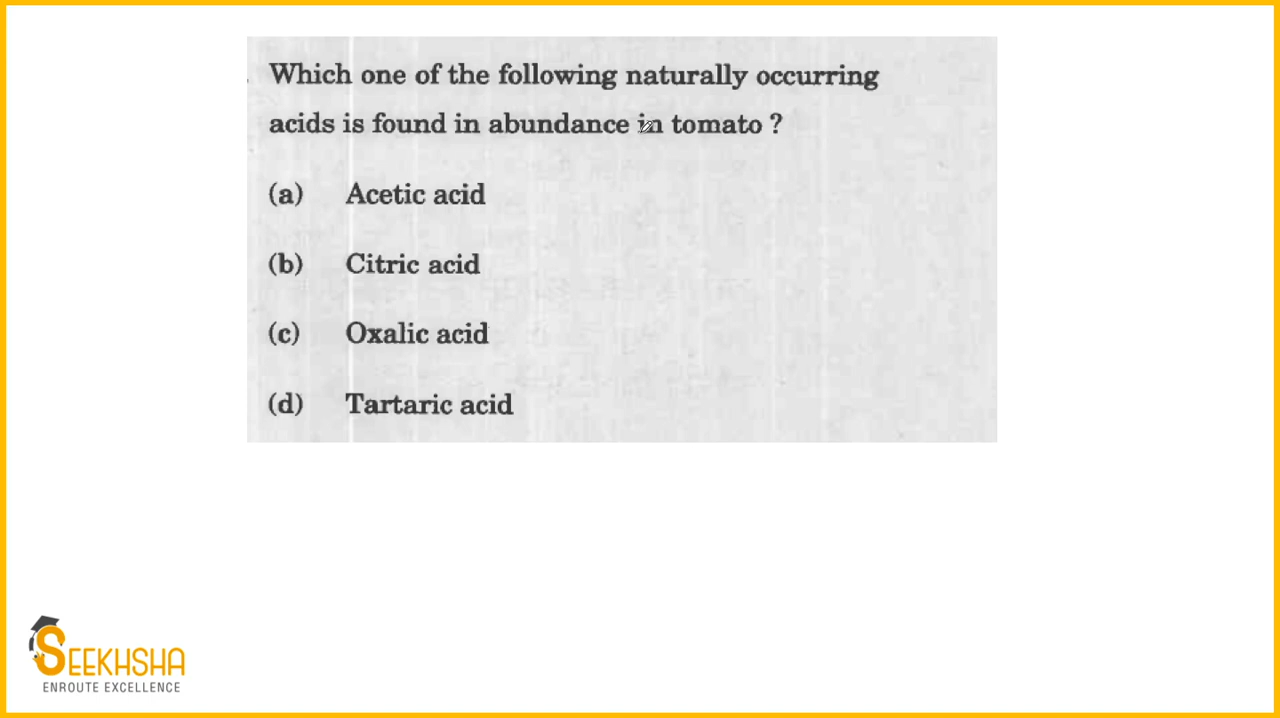 Which one of the following naturally occurring
acids is found in abundance in tomato ?
(a) Acetic acid
(b) Citric acid
(c) Oxalic acid
(d) Tartaric acid
SEEKHSHA
ENROUTE EXCELLENCE